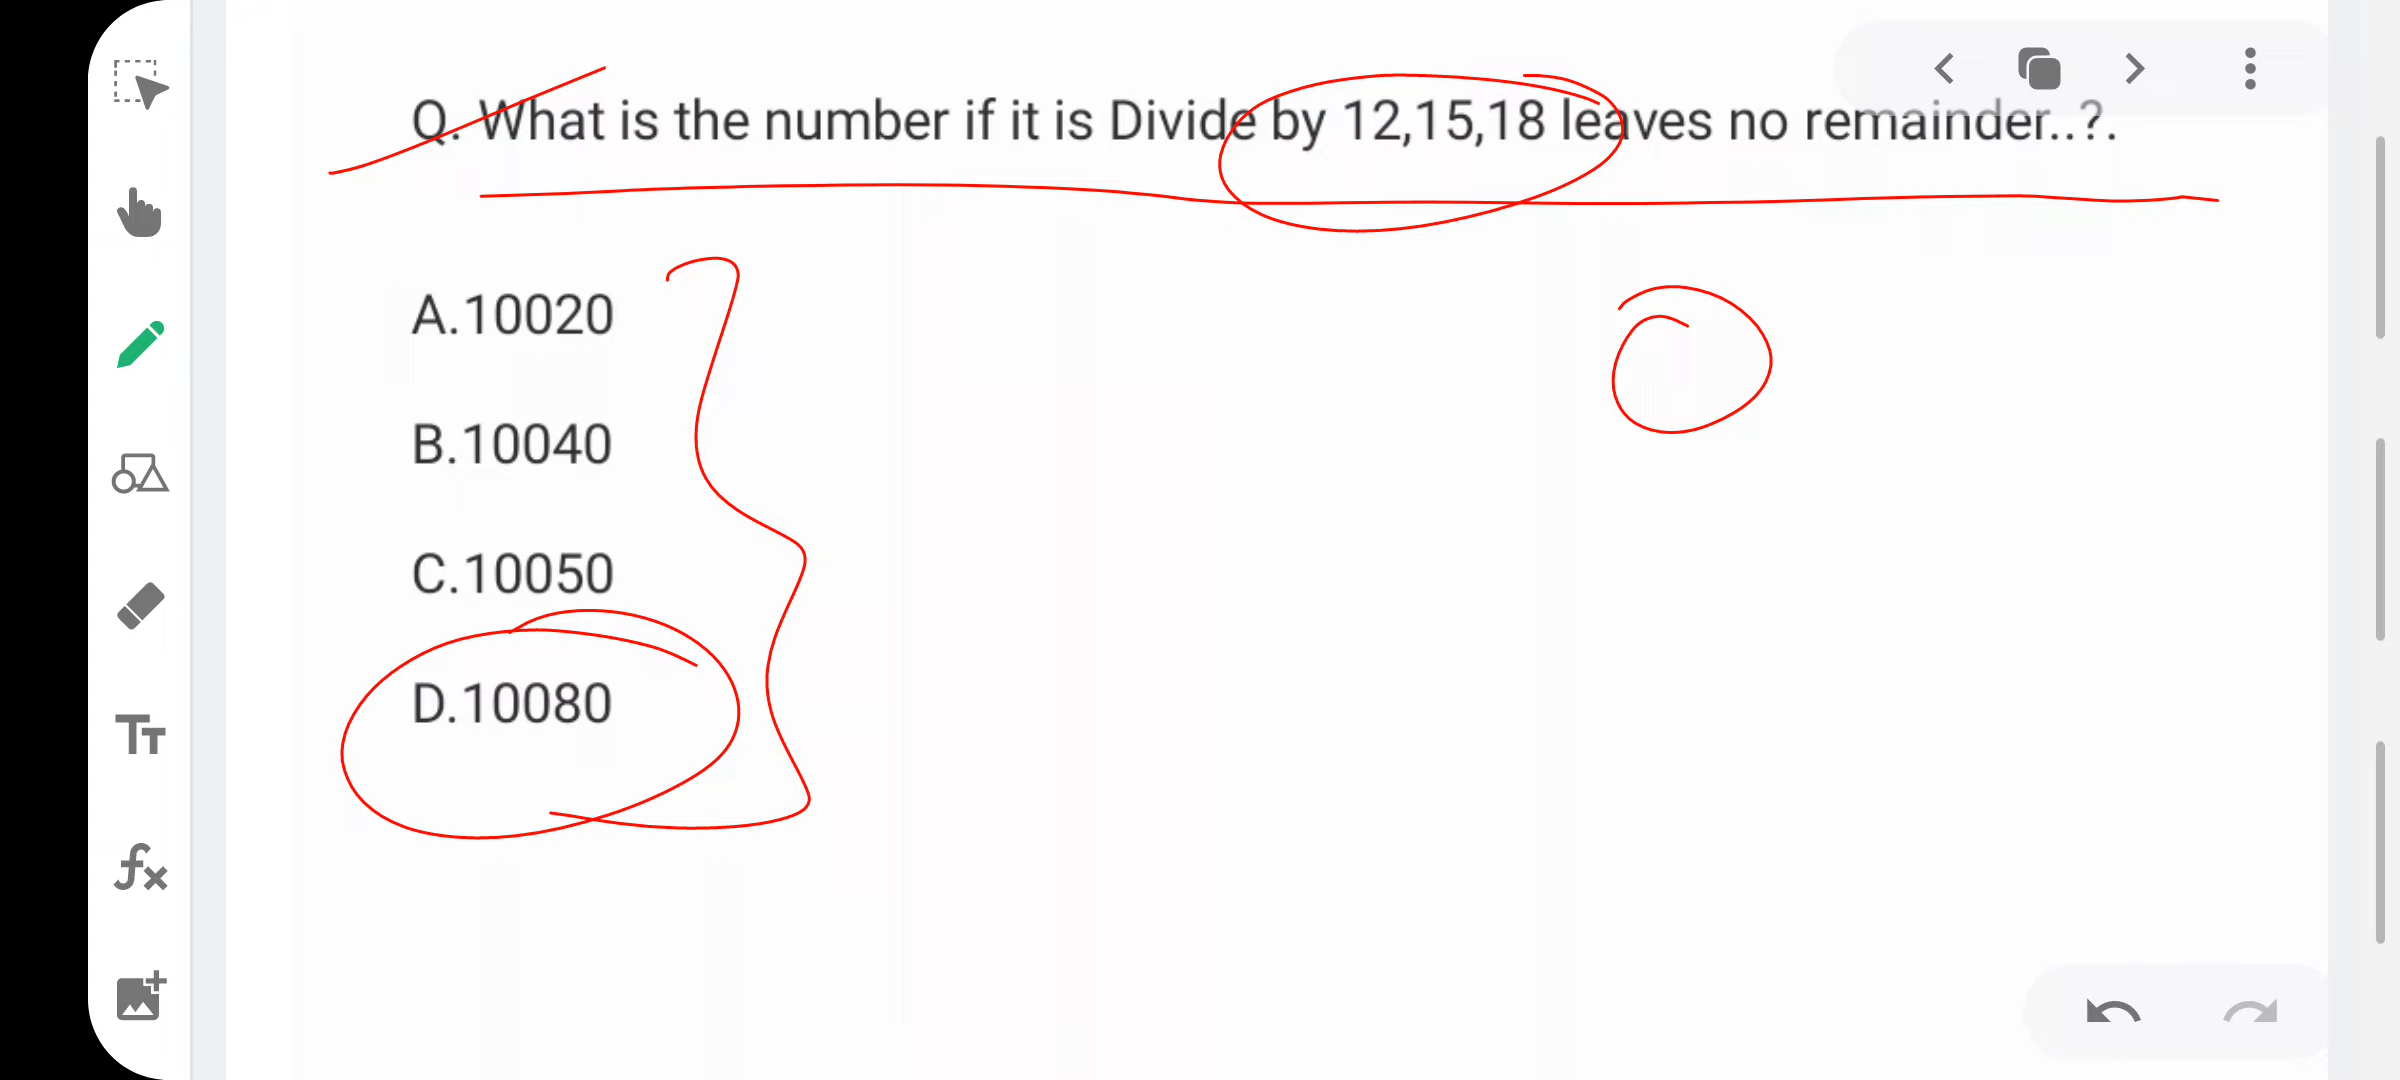 Q. What is the number if it is Divide by 12,15,18 leaves no remainder..?.
A.10020
B.10040
C.10050
D.10080